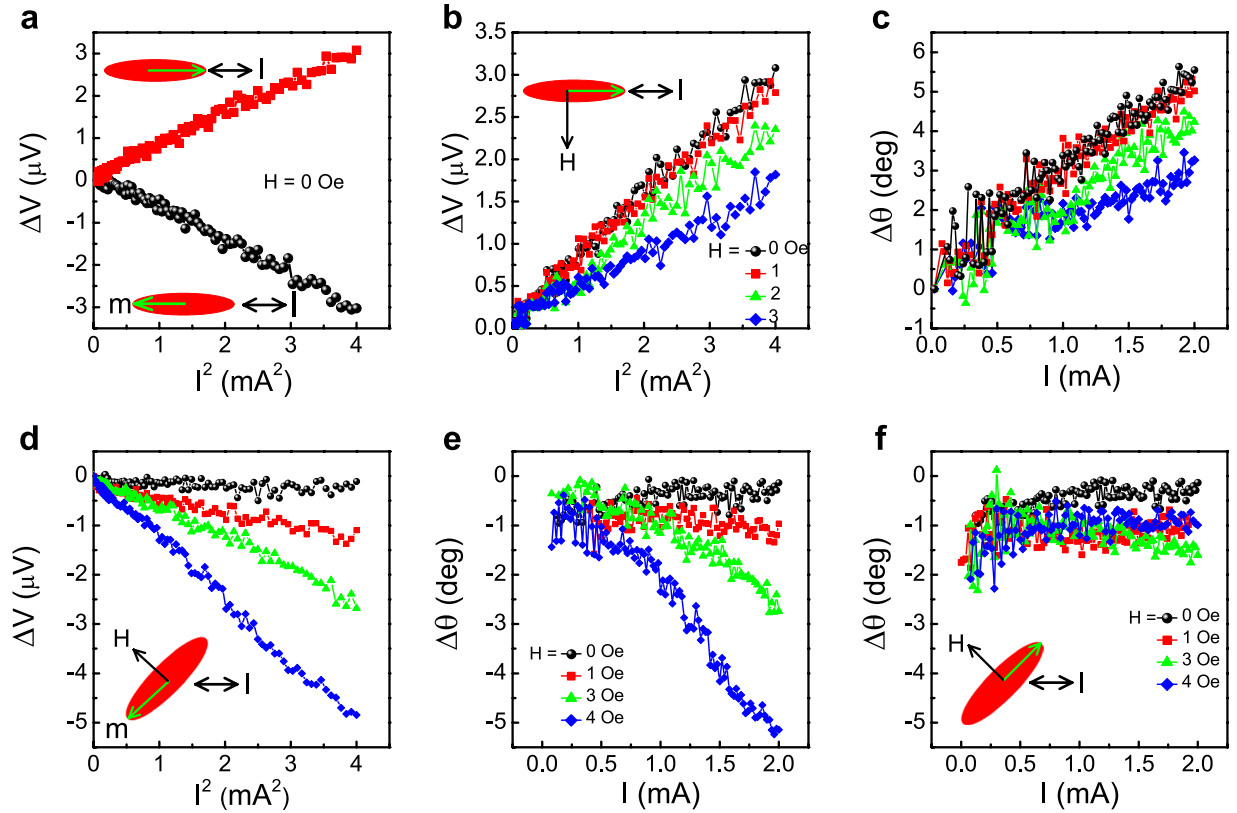 a
ΔV (μV)
3
2
1
0
-1
-2
-3
I
H = 0 Oe
m
I
0 1 2 3 4
I² (mA²)
b
ΔV (μV)
3.5
3.0
2.5
2.0
1.5
1.0
0.5
0.0
I
H
H = 0 Oe
1
2
3
0 1 2 3 4
I² (mA²)
c
Δθ (deg)
6
5
4
3
2
1
0
-1
0.0 0.5 1.0 1.5 2.0
I (mA)
d
ΔV (μV)
0
-1
-2
-3
-4
-5
H
I
m
0 1 2 3 4
I² (mA²)
e
Δθ (deg)
0
-1
-2
-3
-4
-5
H = 0 Oe
1 Oe
3 Oe
4 Oe
0.0 0.5 1.0 1.5 2.0
I (mA)
f
Δθ (deg)
0
-1
-2
-3
-4
-5
H = 0 Oe
1 Oe
3 Oe
4 Oe
H
I
0.0 0.5 1.0 1.5 2.0
I (mA)